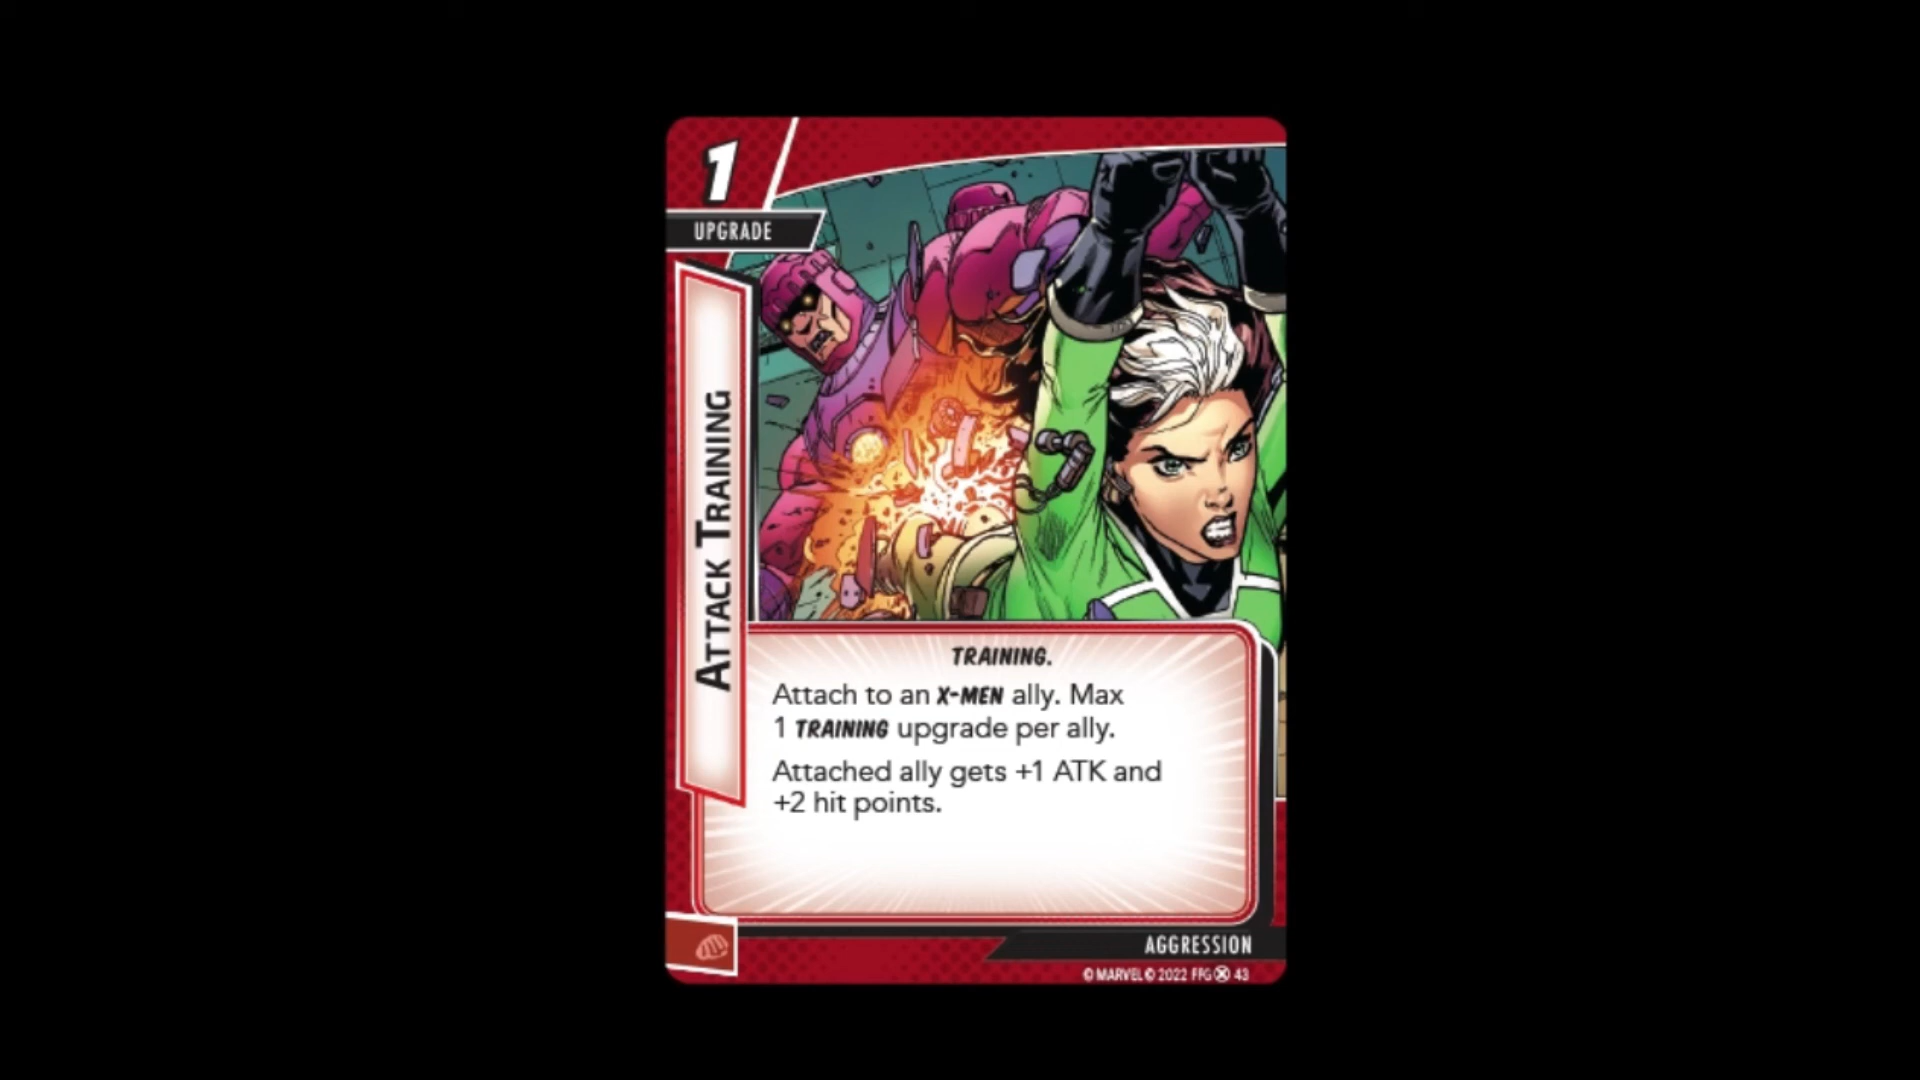 1
UPGRADE
ATTACK TRAINING
TRAINING.
Attach to an X-MEN ally. Max
1 TRAINING upgrade per ally.
Attached ally gets +1 ATK and
+2 hit points.
AGGRESSION
© MARVEL © 2022 FFG 43